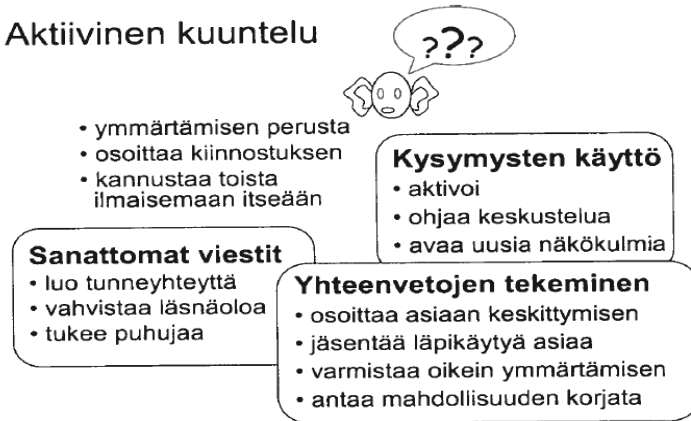 Aktiivinen kuuntelu
???
• ymmärtämisen perusta
• osoittaa kiinnostuksen
• kannustaa toista
ilmaisemaan itseään
Kysymysten käyttö
• aktivoi
• ohjaa keskustelua
• avaa uusia näkökulmia
Sanattomat viestit
• luo tunneyhteyttä
• vahvistaa läsnäoloa
• tukee puhujaa
Yhteenvetojen tekeminen
• osoittaa asiaan keskittymisen
• jäsentää läpikäytyä asiaa
• varmistaa oikein ymmärtämisen
• antaa mahdollisuuden korjata